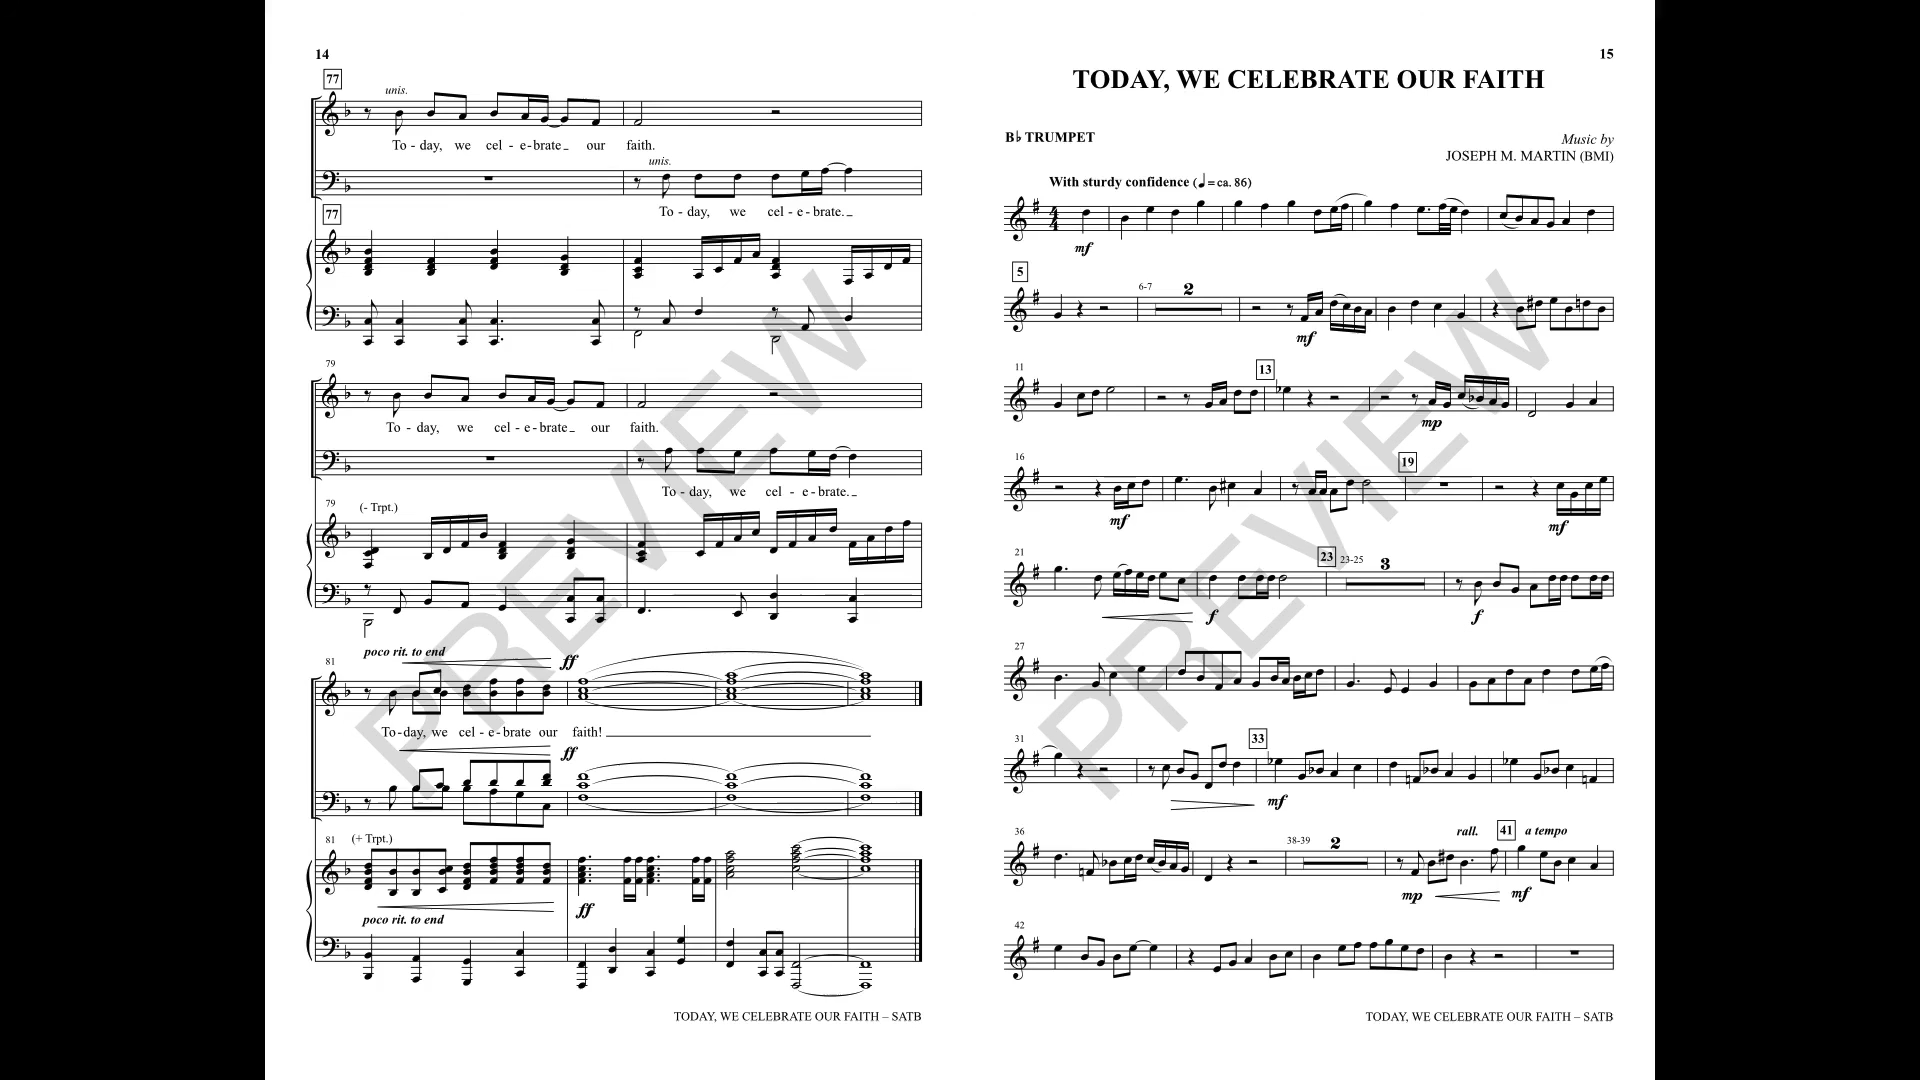 14
77
unis.
To - day, we cel - e - brate our faith.
unis.
To - day, we cel - e - brate.
77
79
To - day, we cel - e - brate our faith.
To - day, we cel - e - brate.
79 (- Trpt.)
poco rit. to end
81
ff
To - day, we cel - e - brate our faith!
ff
81 (+ Trpt.)
ff
poco rit. to end
TODAY, WE CELEBRATE OUR FAITH – SATB
15
TODAY, WE CELEBRATE OUR FAITH
B♭ TRUMPET
Music by
JOSEPH M. MARTIN (BMI)
With sturdy confidence (♩ = ca. 86)
4
4
mf
5
6-7 2
mf
11
13
mp
16
19
mf mf
21
23 23-25 3
f f
27
31
33
mf
36
38-39 2
rall. 41 a tempo
mp mf
42
TODAY, WE CELEBRATE OUR FAITH – SATB
PREVIEW
PREVIEW